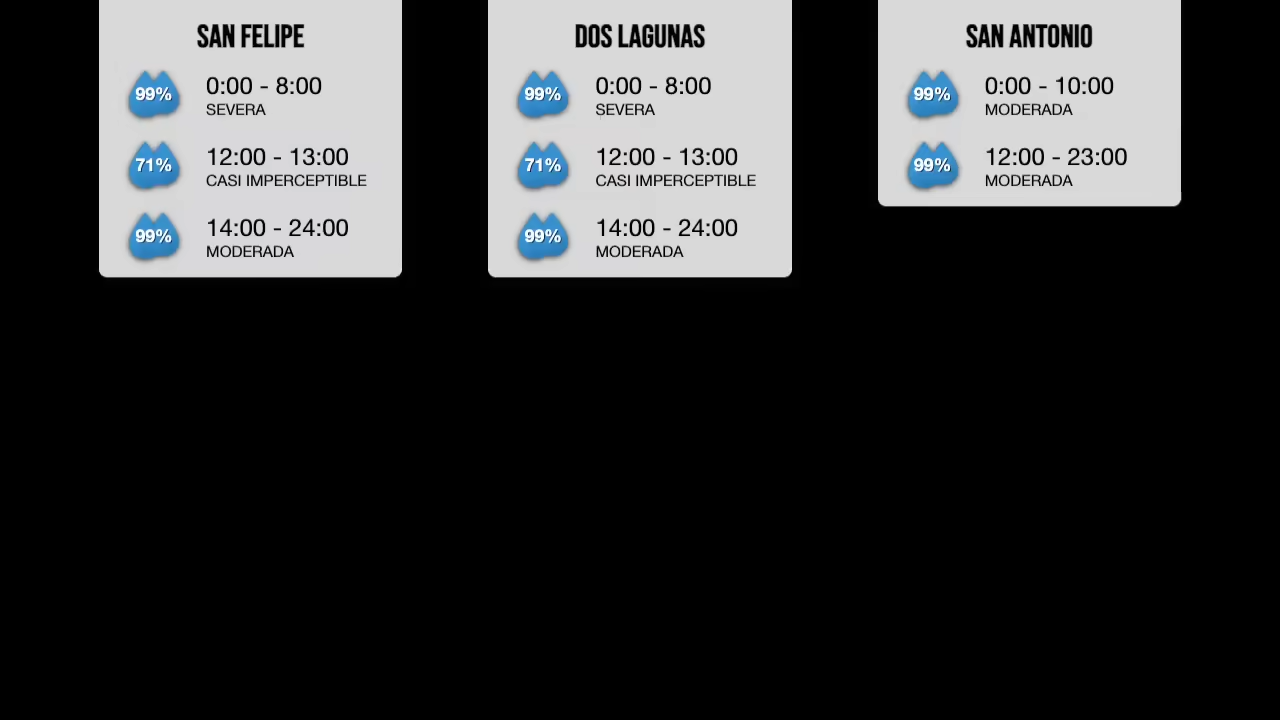 SAN FELIPE
99%
0:00 - 8:00
SEVERA
71%
12:00 - 13:00
CASI IMPERCEPTIBLE
99%
14:00 - 24:00
MODERADA
DOS LAGUNAS
99%
0:00 - 8:00
SEVERA
71%
12:00 - 13:00
CASI IMPERCEPTIBLE
99%
14:00 - 24:00
MODERADA
SAN ANTONIO
99%
0:00 - 10:00
MODERADA
99%
12:00 - 23:00
MODERADA